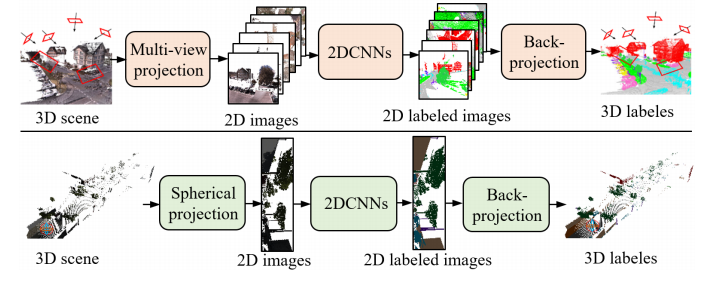 Multi-view
projection
2DCNNs
Back-
projection
3D scene
2D images
2D labeled images
3D labeles
Spherical
projection
2DCNNs
Back-
projection
3D scene
2D images
2D labeled images
3D labeles